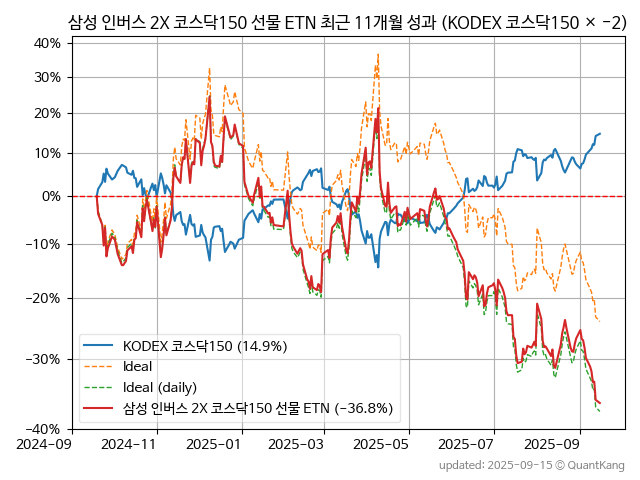 삼성 인버스 2X 코스닥150 선물 ETN 최근 11개월 성과 (KODEX 코스닥150 × −2)
40%
30%
20%
10%
0%
−10%
−20%
−30%
−40%
KODEX 코스닥150 (14.9%)
Ideal
Ideal (daily)
삼성 인버스 2X 코스닥150 선물 ETN (−36.8%)
2024-09
2024-11
2025-01
2025-03
2025-05
2025-07
2025-09
updated: 2025-09-15 ⓒ QuantKang